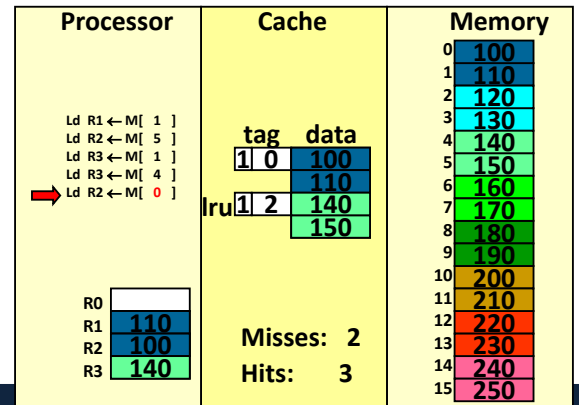 Processor
Ld R1 ← M[ 1 ]
Ld R2 ← M[ 5 ]
Ld R3 ← M[ 1 ]
Ld R3 ← M[ 4 ]
Ld R2 ← M[ 0 ]
R0
R1 110
R2 100
R3 140
Cache
tag data
1 0 100
110
lru 1 2 140
150
Misses: 2
Hits: 3
Memory
0 100
1 110
2 120
3 130
4 140
5 150
6 160
7 170
8 180
9 190
10 200
11 210
12 220
13 230
14 240
15 250